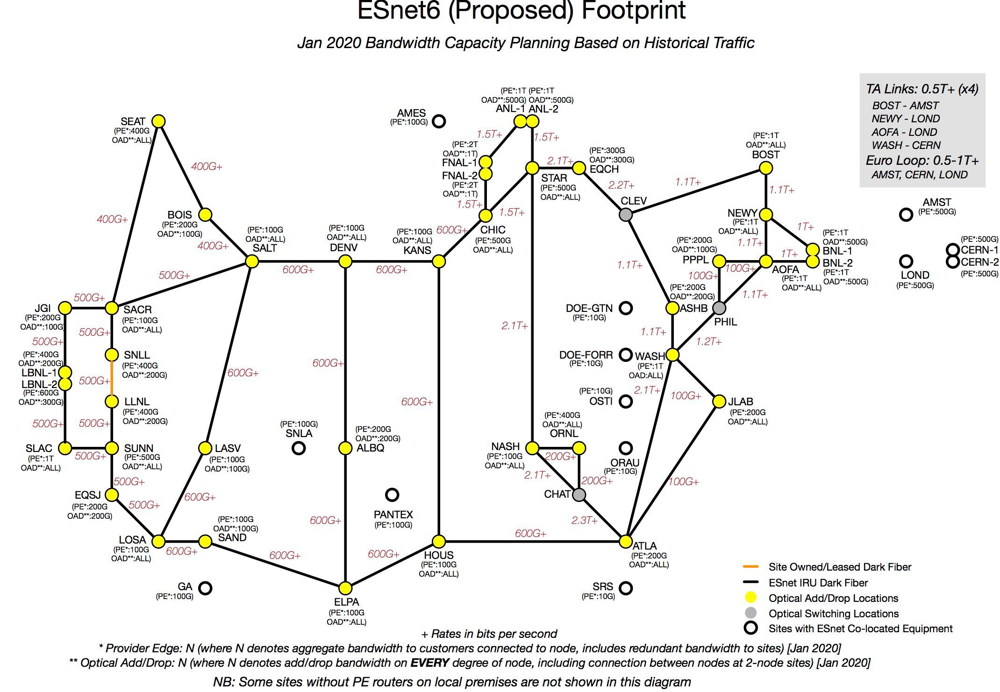 ESnet6 (Proposed) Footprint
Jan 2020 Bandwidth Capacity Planning Based on Historical Traffic
TA Links: 0.5T+ (x4)
BOST - AMST
NEWY - LOND
AOFA - LOND
WASH - CERN
Euro Loop: 0.5-1T+
AMST, CERN, LOND
SEAT
(PE*:400G
OAD**:ALL)
400G+
400G+
BOIS
(PE*:200G
OAD**:100G)
400G+
(PE*:100G
OAD**:ALL)
SALT
500G+
600G+
(PE*:100G
OAD**:ALL)
DENV
600G+
(PE*:100G
OAD**:ALL)
KANS
600G+
AMES
(PE*:100G)
(PE*:1T
OAD**:500G)
ANL-1
(PE*:1T
OAD**:500G)
ANL-2
1.5T+
1.5T+
(PE*:2T
OAD**:1T)
FNAL-1
FNAL-2
(PE*:2T
OAD**:1T)
1.5T+
1.5T+
CHIC
(PE*:500G
OAD**:ALL)
2.1T+
STAR
(PE*:500G
OAD**:ALL)
(PE*:300G
OAD**:300G)
EQCH
2.2T+
CLEV
1.1T+
(PE*:1T
OAD**:ALL)
BOST
1.1T+
NEWY
(PE*:1T
OAD**:ALL)
1T+
1.1T+
(PE*:1T
OAD**:500G)
BNL-1
BNL-2
(PE*:1T
OAD**:500G)
1T+
AOFA
(PE*:1T
OAD**:ALL)
(PE*:200G
OAD**:100G)
PPPL
100G+
100G+
1.1T+
AMST
(PE*:500G)
(PE*:500G)
CERN-1
CERN-2
(PE*:500G)
LOND
(PE*:500G)
1.1T+
(PE*:200G
OAD**:200G)
ASHB
PHIL
DOE-GTN
(PE*:10G)
1.1T+
1.2T+
DOE-FORR
(PE*:10G)
WASH
(PE*:1T
OAD:ALL)
2.1T+
100G+
(PE*:10G)
OSTI
JLAB
(PE*:200G
OAD**:ALL)
JGI
(PE*:200G
OAD**:100G)
500G+
SACR
(PE*:100G
OAD**:ALL)
500G+
500G+
(PE*:400G
OAD**:200G)
LBNL-1
LBNL-2
(PE*:600G
OAD**:300G)
SNLL
(PE*:400G
OAD**:200G)
500G+
LLNL
(PE*:400G
OAD**:200G)
500G+
500G+
SLAC
(PE*:1T
OAD**:ALL)
500G+
SUNN
(PE*:500G
OAD**:ALL)
500G+
EQSJ
(PE*:200G
OAD**:200G)
500G+
600G+
LASV
(PE*:100G
OAD**:100G)
600G+
LOSA
(PE*:100G
OAD**:ALL)
600G+
(PE*:100G
OAD**:100G)
SAND
600G+
(PE*:100G)
SNLA
600G+
(PE*:200G
OAD**:200G)
ALBQ
600G+
600G+
PANTEX
(PE*:100G)
2.1T+
NASH
(PE*:100G
OAD**:ALL)
(PE*:400G
OAD**:ALL)
ORNL
200G+
200G+
2.1T+
CHAT
2.3T+
ORAU
(PE*:10G)
100G+
600G+
600G+
HOUS
(PE*:100G
OAD**:ALL)
ATLA
(PE*:200G
OAD**:ALL)
GA
(PE*:100G)
ELPA
(PE*:100G
OAD**:ALL)
SRS
(PE*:10G)
Site Owned/Leased Dark Fiber
ESnet IRU Dark Fiber
Optical Add/Drop Locations
Optical Switching Locations
Sites with ESnet Co-located Equipment
+ Rates in bits per second
* Provider Edge: N (where N denotes aggregate bandwidth to customers connected to node, includes redundant bandwidth to sites) [Jan 2020]
** Optical Add/Drop: N (where N denotes add/drop bandwidth on EVERY degree of node, including connection between nodes at 2-node sites) [Jan 2020]
NB: Some sites without PE routers on local premises are not shown in this diagram